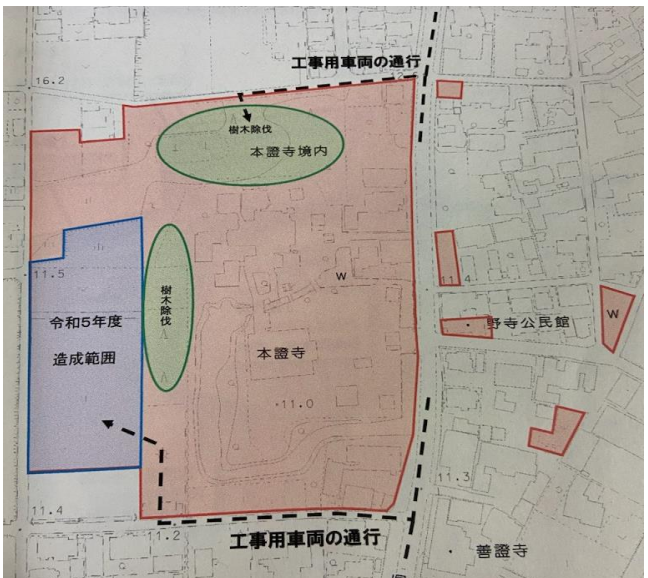 工事用車両の通行
16.2
樹木除伐
本證寺境内
11.5
樹木除伐
W
W
令和5年度
造成範囲
野寺公民館
本證寺
11.0
11.3
11.4
11.2
工事用車両の通行
善證寺